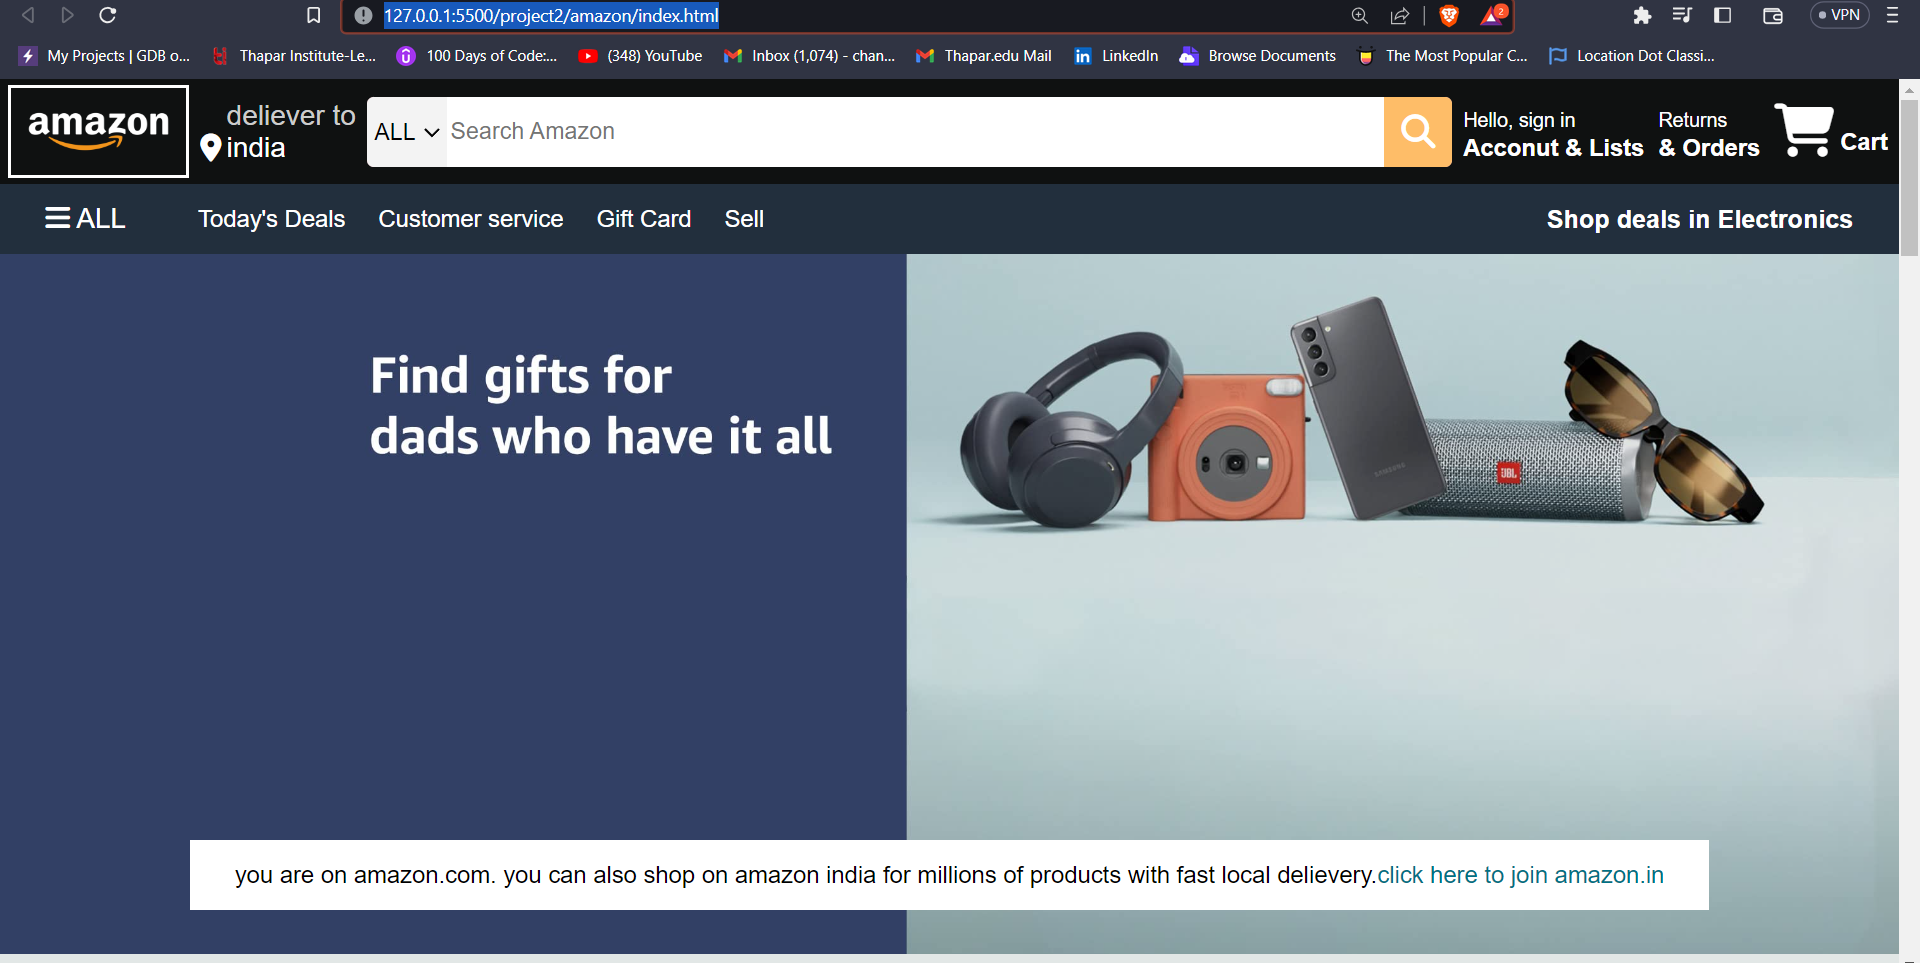 127.0.0.1:5500/project2/amazon/index.html
2
VPN
My Projects | GDB o...
Thapar Institute-Le...
100 Days of Code:...
(348) YouTube
Inbox (1,074) - chan...
Thapar.edu Mail
LinkedIn
Browse Documents
The Most Popular C...
Location Dot Classi...
amazon
deliever to
india
ALL
Search Amazon
Hello, sign in
Acconut & Lists
Returns
& Orders
Cart
ALL
Today's Deals
Customer service
Gift Card
Sell
Shop deals in Electronics
Find gifts for
dads who have it all
SAMSUNG
JBL
you are on amazon.com. you can also shop on amazon india for millions of products with fast local delievery.click here to join amazon.in